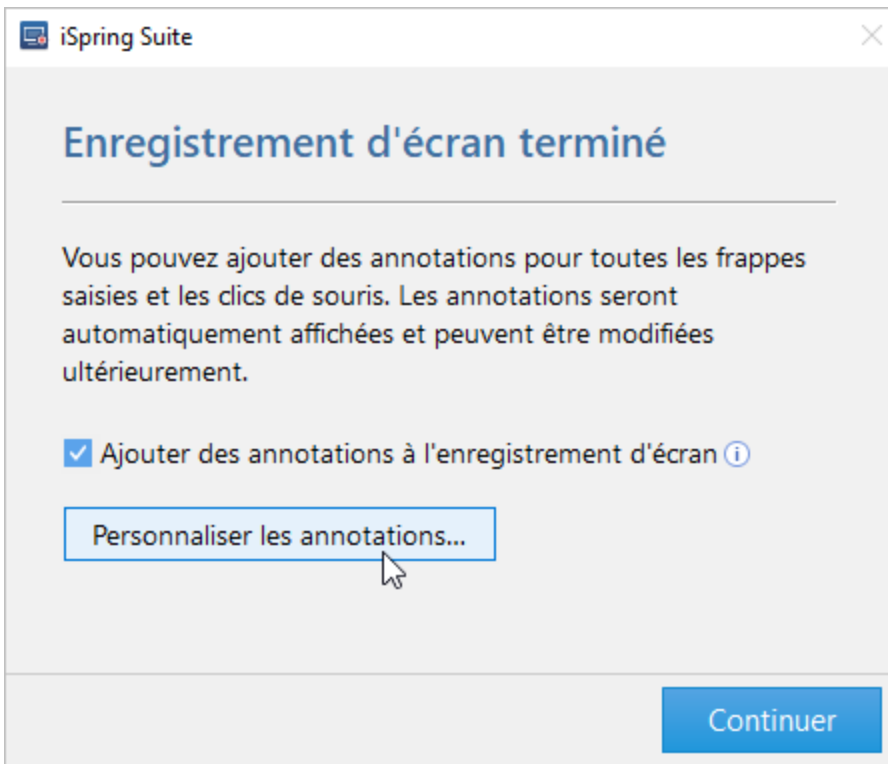 iSpring Suite
Enregistrement d'écran terminé
Vous pouvez ajouter des annotations pour toutes les frappes
saisies et les clics de souris. Les annotations seront
automatiquement affichées et peuvent être modifiées
ultérieurement.
Ajouter des annotations à l'enregistrement d'écran
Personnaliser les annotations...
Continuer